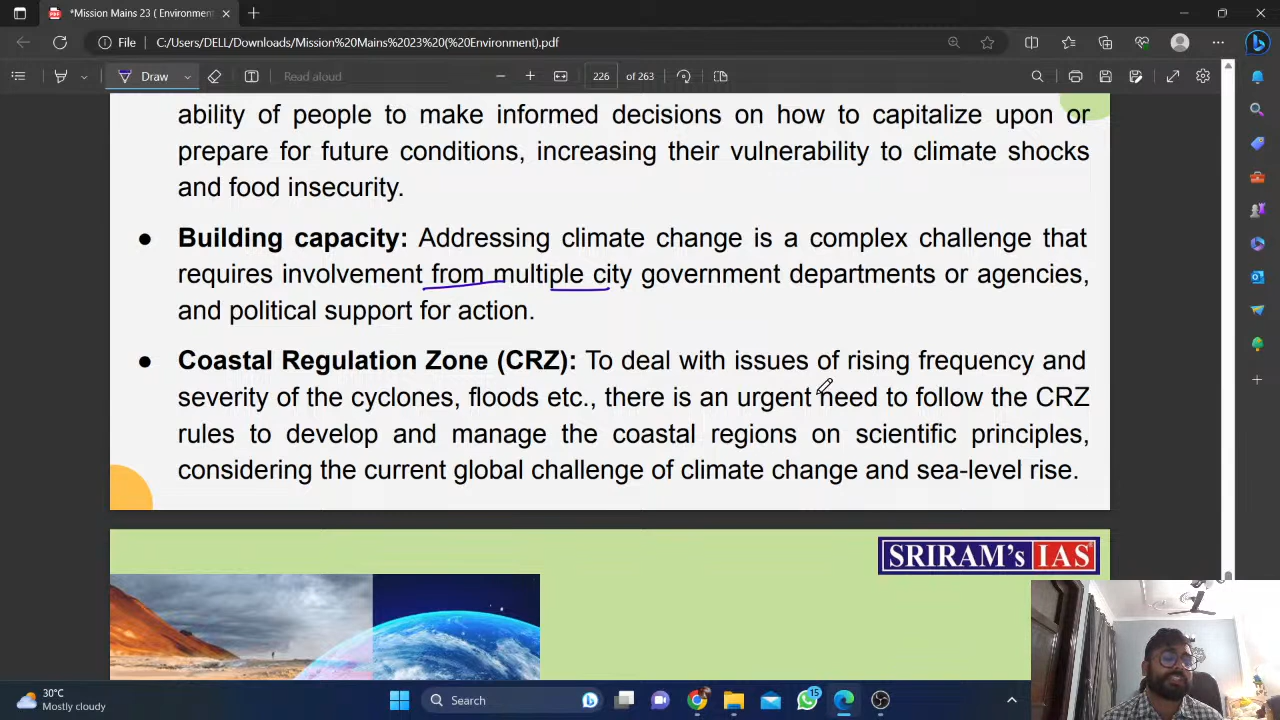 *Mission Mains 23 ( Environmen
File
C:/Users/DELL/Downloads/Mission%20Mains%2023%20(%20Environment).pdf
Draw
Read aloud
226 of 263
ability of people to make informed decisions on how to capitalize upon or
prepare for future conditions, increasing their vulnerability to climate shocks
and food insecurity.
● Building capacity: Addressing climate change is a complex challenge that
requires involvement from multiple city government departments or agencies,
and political support for action.
● Coastal Regulation Zone (CRZ): To deal with issues of rising frequency and
severity of the cyclones, floods etc., there is an urgent need to follow the CRZ
rules to develop and manage the coastal regions on scientific principles,
considering the current global challenge of climate change and sea-level rise.
SRIRAM's IAS
30°C
Mostly cloudy
Search
15